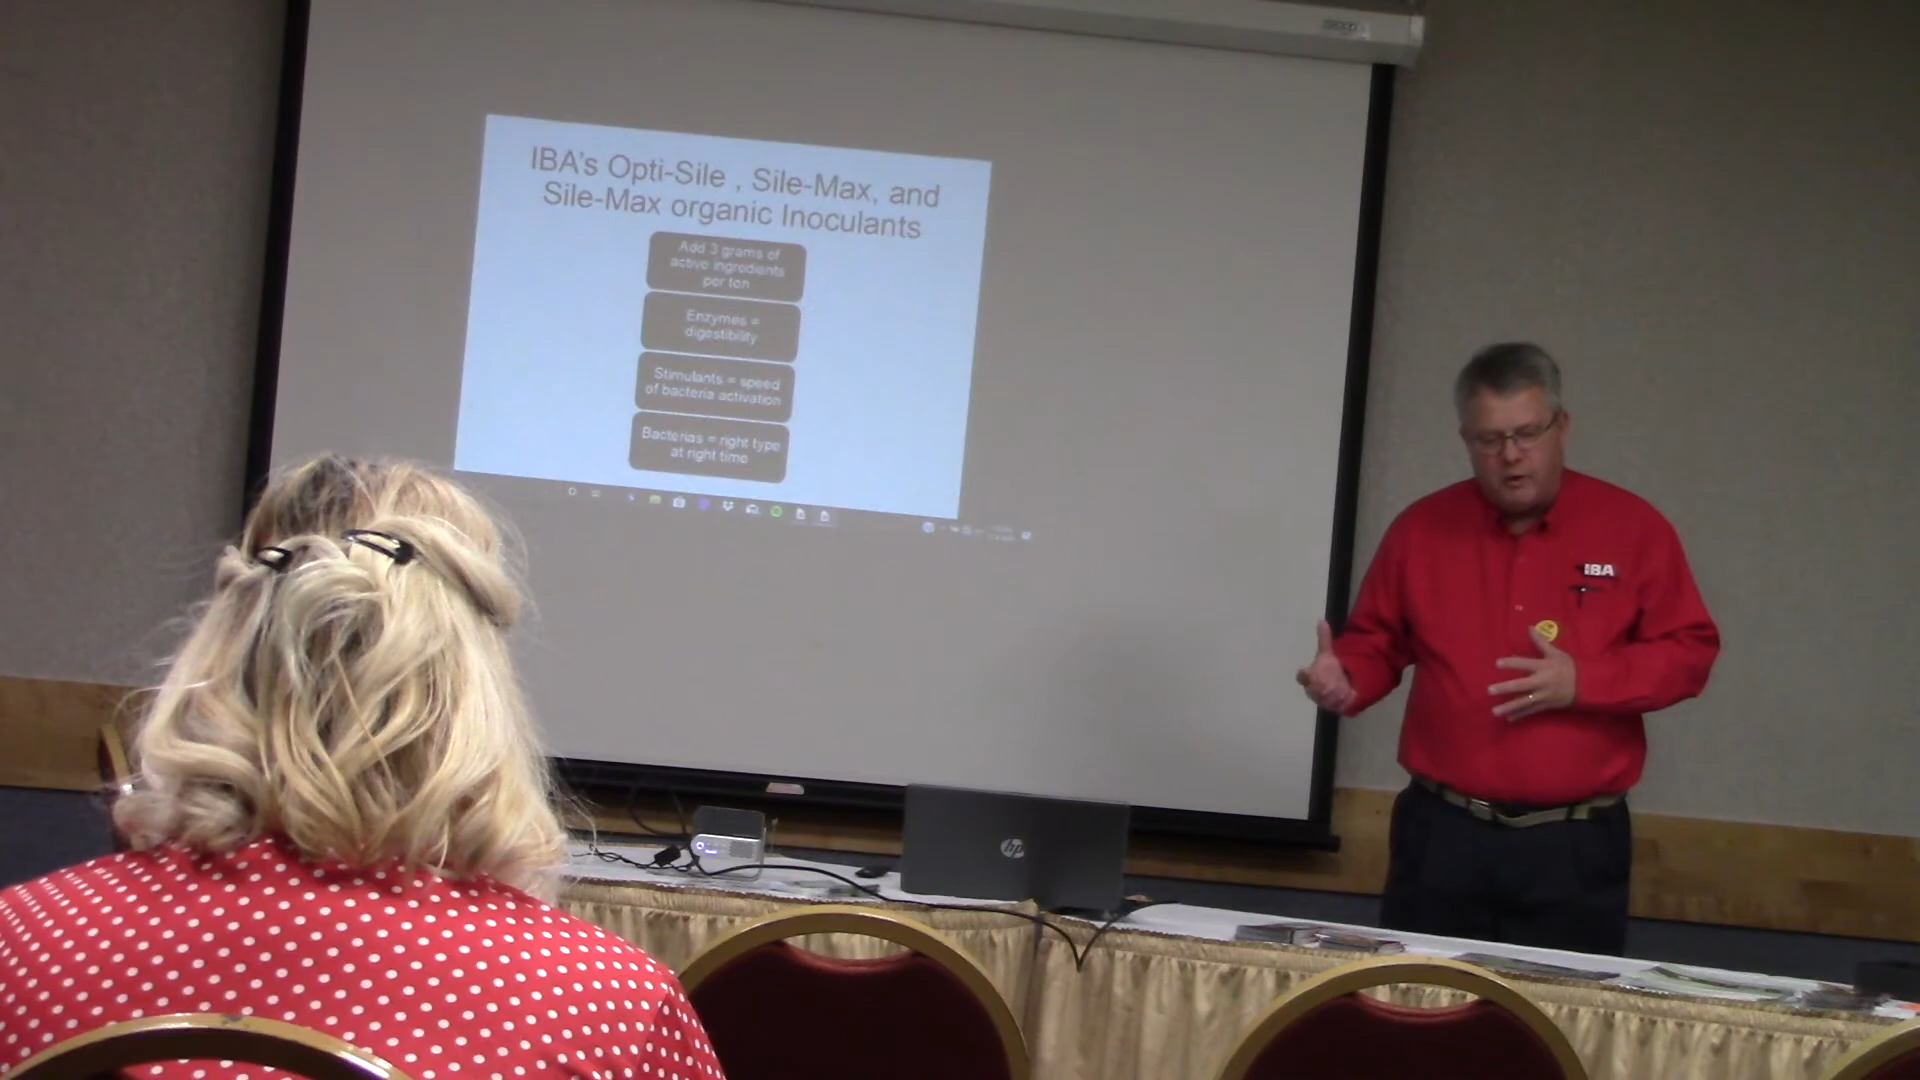 IBA's Opti-Sile , Sile-Max, and
Sile-Max organic Inoculants
Add 3 grams of
active ingredients
per ton
Enzymes =
digestibility
Stimulants = speed
of bacteria activation
Bacterias = right type
at right time
IBA
hp